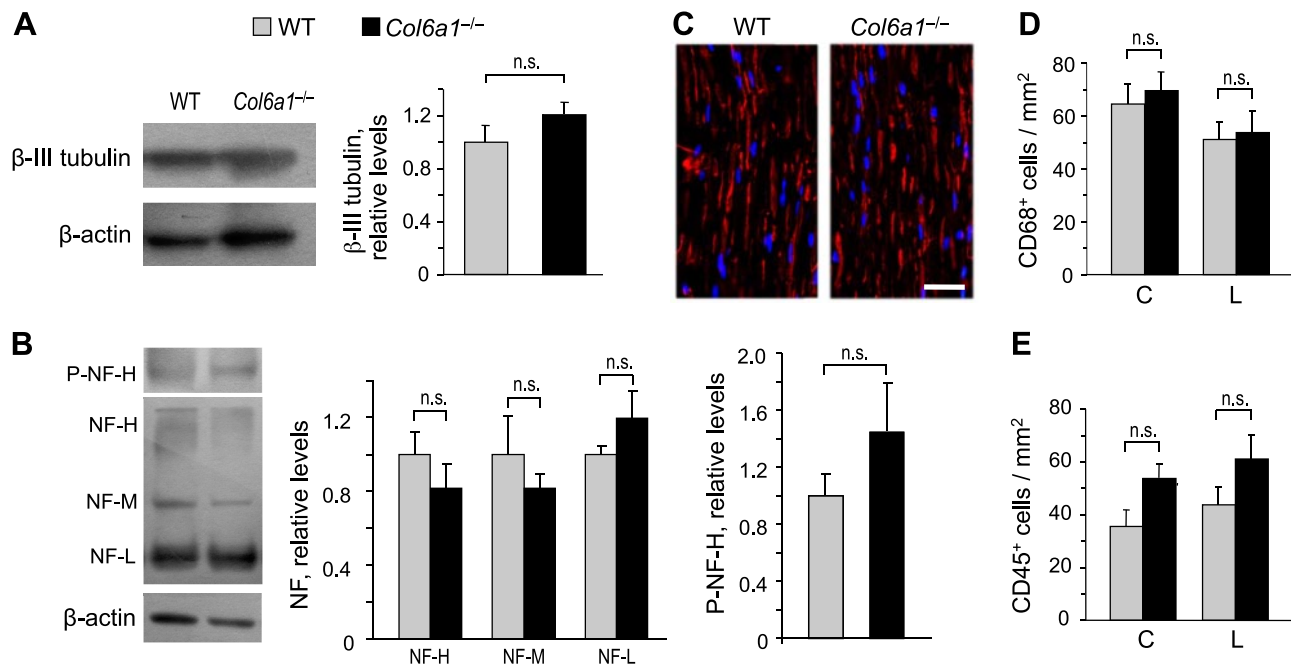 A
WT
Col6a1–/–
WT
Col6a1–/–
β-III tubulin
β-actin
β-III tubulin,
relative levels
n.s.
1.2
0.8
0.4
0
B
P-NF-H
NF-H
NF-M
NF-L
β-actin
NF, relative levels
1.2
0.8
0.4
0
n.s.
n.s.
n.s.
NF-H
NF-M
NF-L
P-NF-H, relative levels
2.0
1.6
1.2
0.8
0.4
0
n.s.
C
WT
Col6a1–/–
D
CD68+ cells / mm2
80
60
40
20
0
n.s.
n.s.
C
L
E
CD45+ cells / mm2
80
60
40
20
0
n.s.
n.s.
C
L